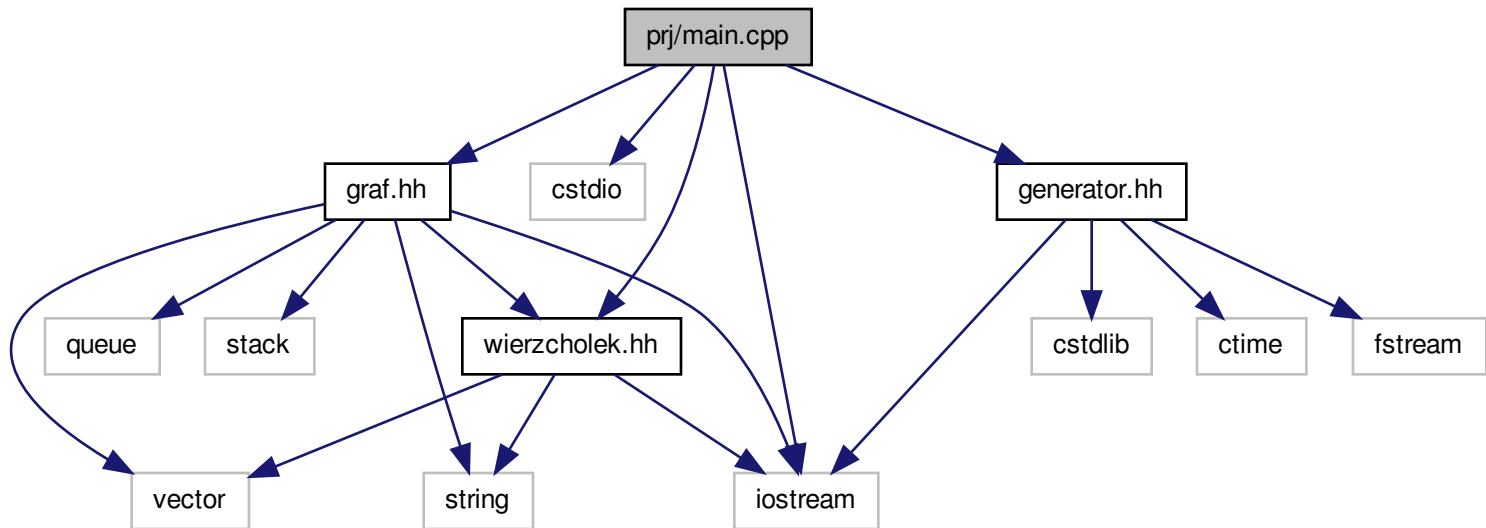 prj/main.cpp
graf.hh
cstdio
generator.hh
queue
stack
wierzcholek.hh
cstdlib
ctime
fstream
vector
string
iostream